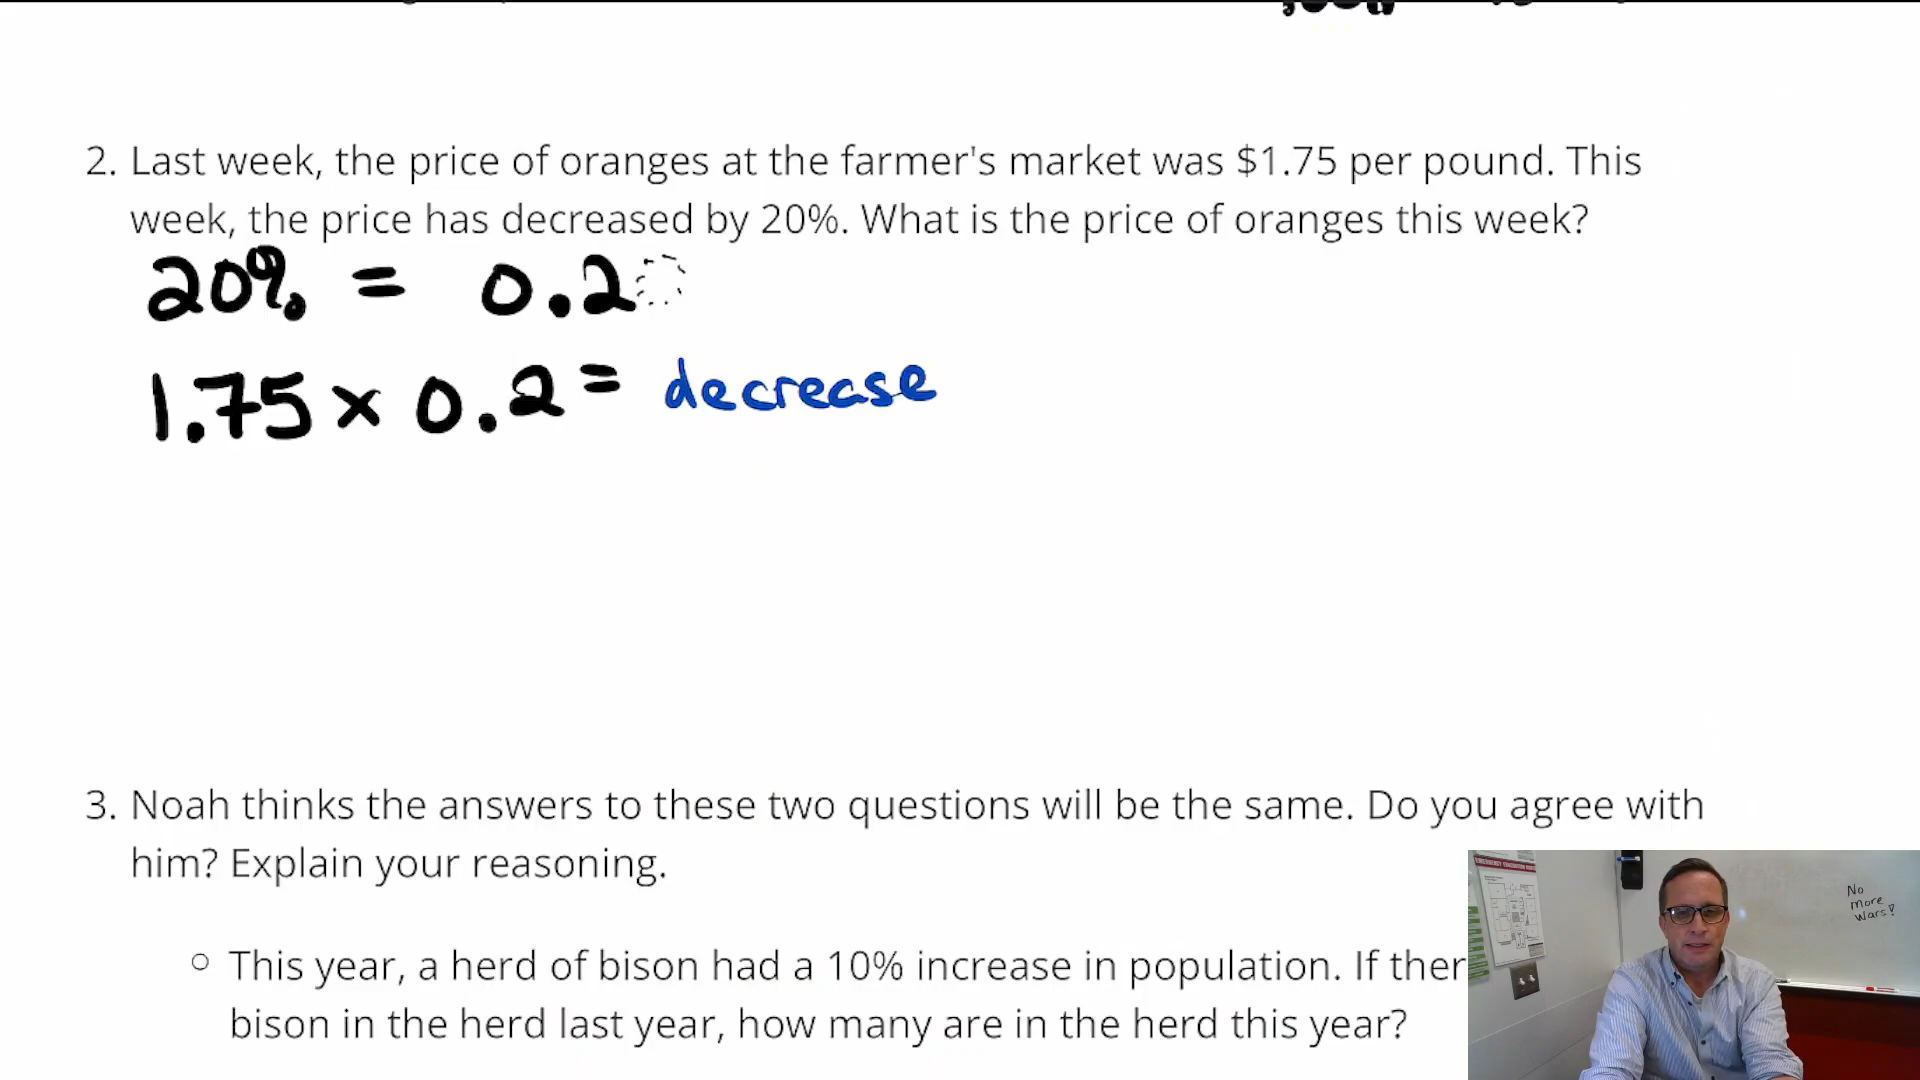 2. Last week, the price of oranges at the farmer's market was $1.75 per pound. This
week, the price has decreased by 20%. What is the price of oranges this week?
20% = 0.2
1.75 x 0.2 = decrease
3. Noah thinks the answers to these two questions will be the same. Do you agree with
him? Explain your reasoning.
This year, a herd of bison had a 10% increase in population. If ther
bison in the herd last year, how many are in the herd this year?
No
More
Wars!